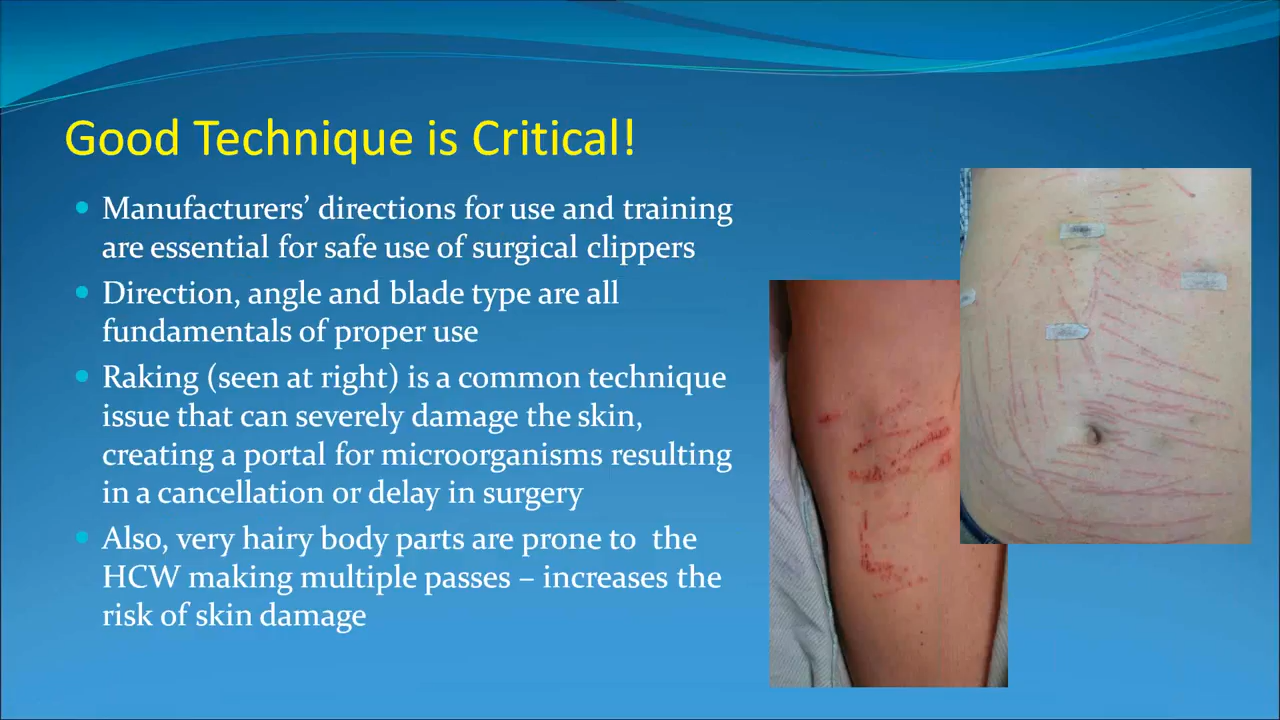 Good Technique is Critical!
Manufacturers’ directions for use and training
are essential for safe use of surgical clippers
Direction, angle and blade type are all
fundamentals of proper use
Raking (seen at right) is a common technique
issue that can severely damage the skin,
creating a portal for microorganisms resulting
in a cancellation or delay in surgery
Also, very hairy body parts are prone to  the
HCW making multiple passes – increases the
risk of skin damage